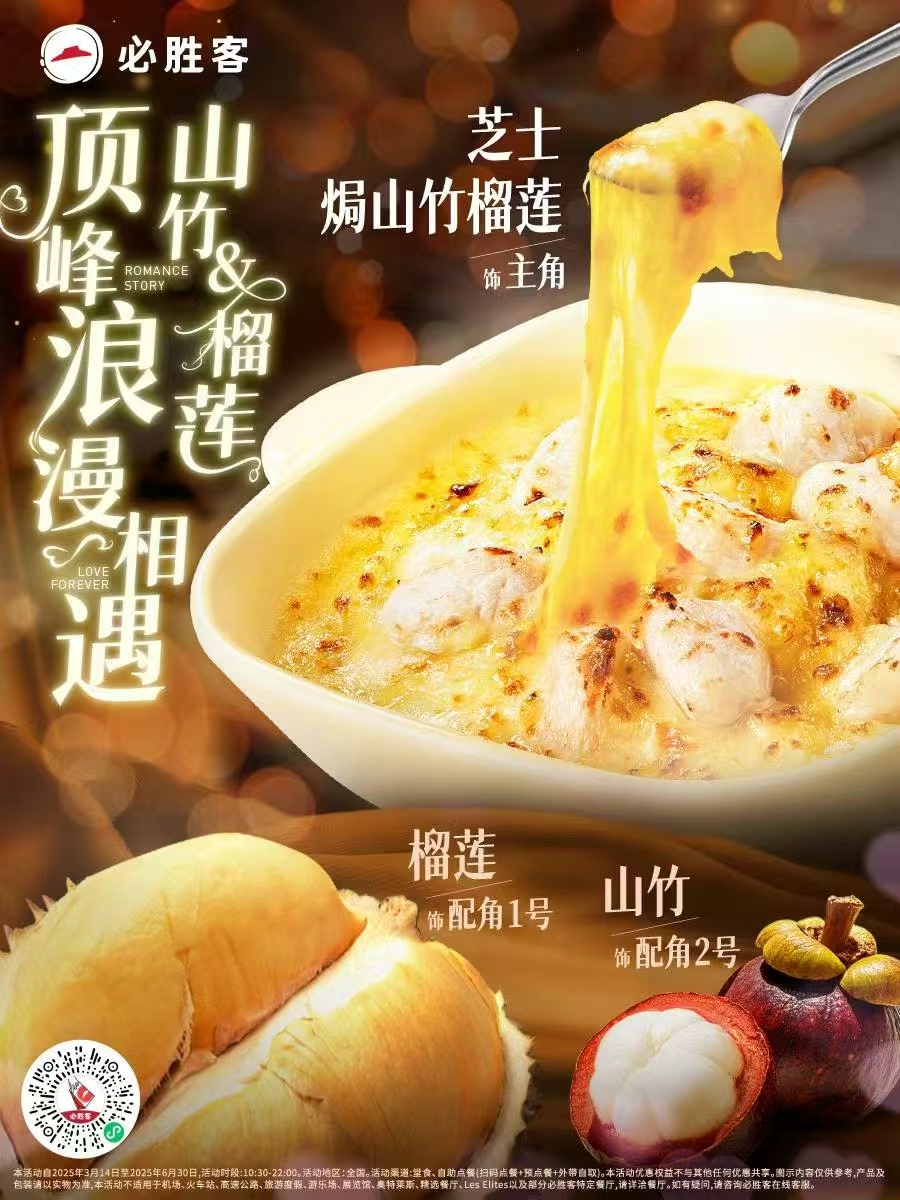 必胜客
山竹&榴莲
顶峰浪漫相遇
ROMANCE
STORY
LOVE
FOREVER
芝士
焗山竹榴莲
饰主角
榴莲
饰配角1号
山竹
饰配角2号
必胜客
本活动自2025年3月14日至2025年6月30日,活动时段:10:30-22:00。活动地区:全国。活动渠道:堂食、自助点餐(扫码点餐+预点餐+外带自取)。本活动优惠权益不与其他任何优惠共享。图示内容仅供参考,产品及
包装请以实物为准,本活动不适用于机场、火车站、高速公路、旅游度假、游乐场、展览馆、奥特莱斯、精选餐厅、Les Elites以及部分必胜客特定餐厅,请详洽餐厅。如有疑问,请咨询必胜客在线客服。